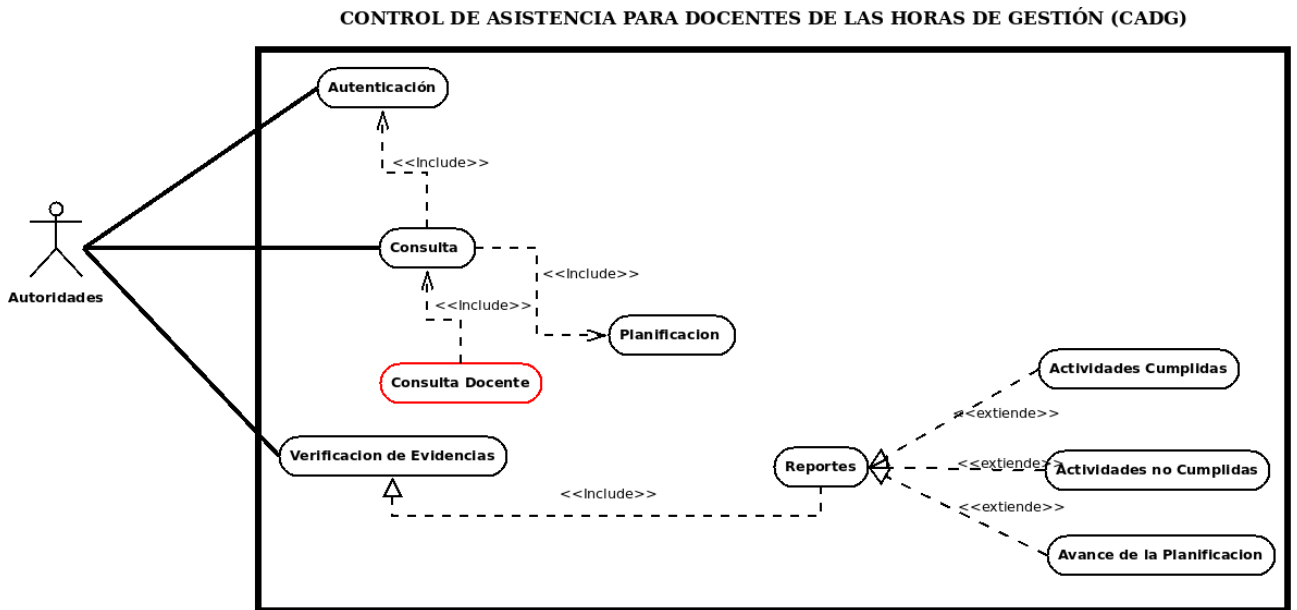 CONTROL DE ASISTENCIA PARA DOCENTES DE LAS HORAS DE GESTIÓN (CADG)
Autenticación
<<Include>>
Autoridades
Consulta
<<Include>>
<<Include>>
Planificacion
Consulta Docente
Actividades Cumplidas
<<extiende>>
Verificacion de Evidencias
Reportes
<<extiende>>
Actividades no Cumplidas
<<Include>>
<<extiende>>
Avance de la Planificacion